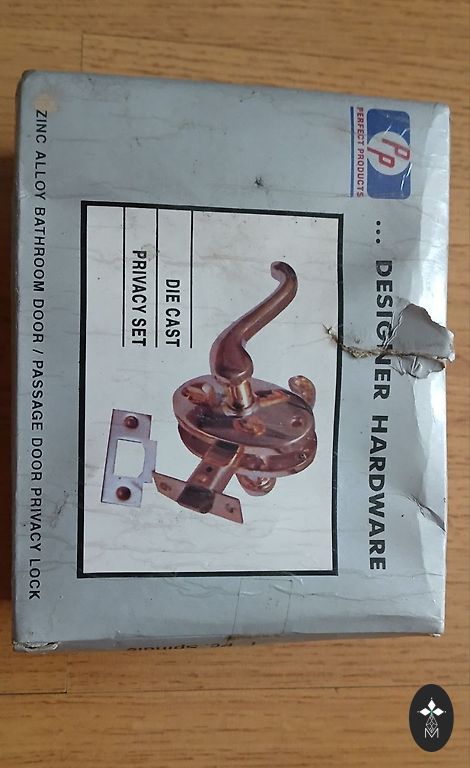 PP
PERFECT PRODUCTS
... DESIGNER HARDWARE
DIE CAST
PRIVACY SET
ZINC ALLOY BATHROOM DOOR / PASSAGE DOOR PRIVACY LOCK
M